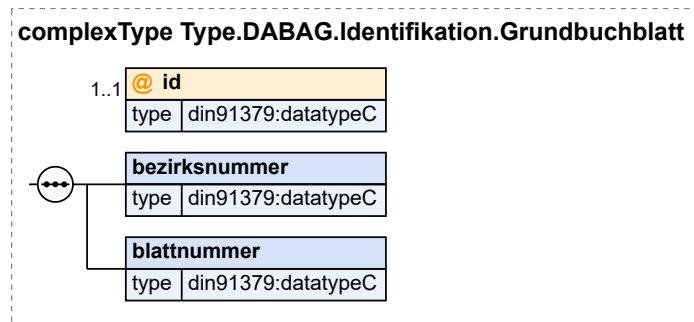 complexType Type.DABAG.Identifikation.Grundbuchblatt
1..1 @ id
type din91379:datatypeC
bezirksnummer
type din91379:datatypeC
blattnummer
type din91379:datatypeC